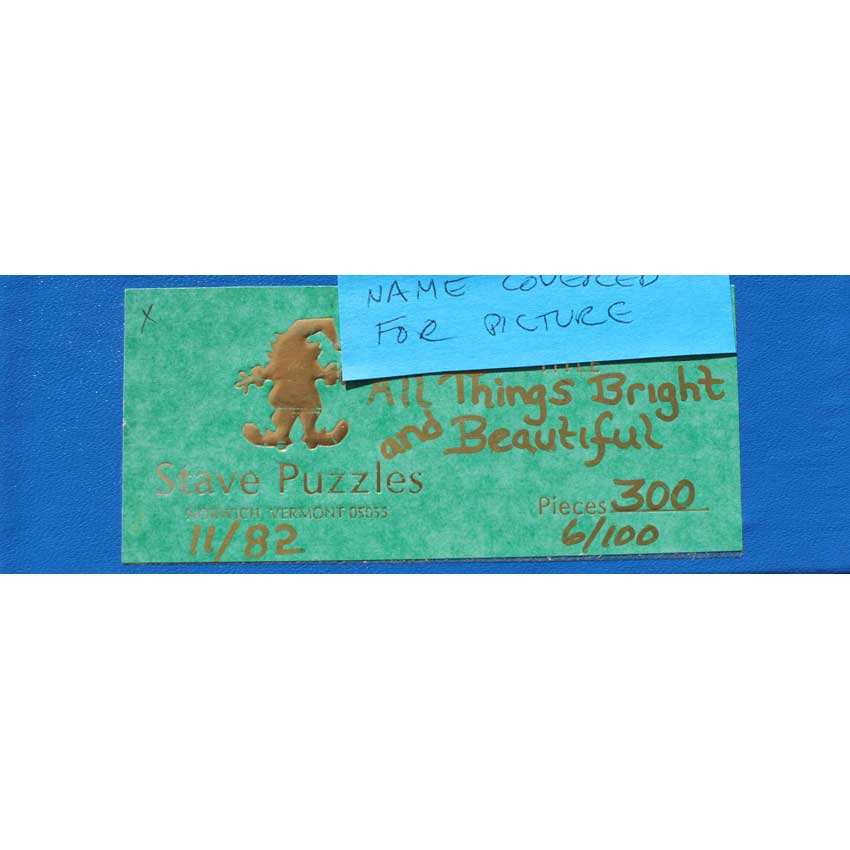 NAME COVERED
FOR PICTURE
X
TITLE
All Things Bright
and Beautiful
Stave Puzzles
NORWICH, VERMONT 05055
11/82
Pieces 300
6/100